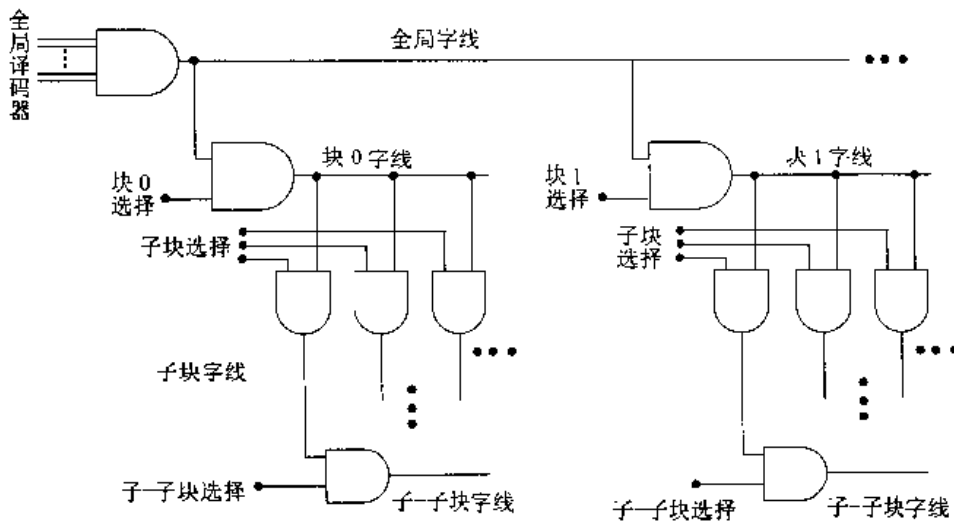 全局译码器
全局字线
块0字线
块1字线
块0
选择
块1
选择
子块选择
子块
选择
子块字线
子-子块选择
子-子块字线
子-子块选择
子-子块字线